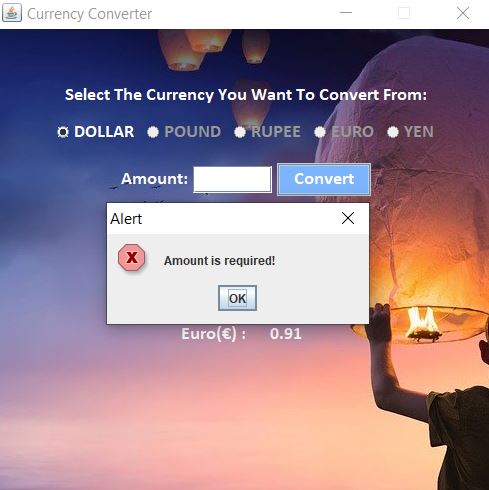 Currency Converter
Select The Currency You Want To Convert From:
DOLLAR POUND RUPEE EURO YEN
Amount: Convert
Alert
X
Amount is required!
OK
Euro(€) : 0.91